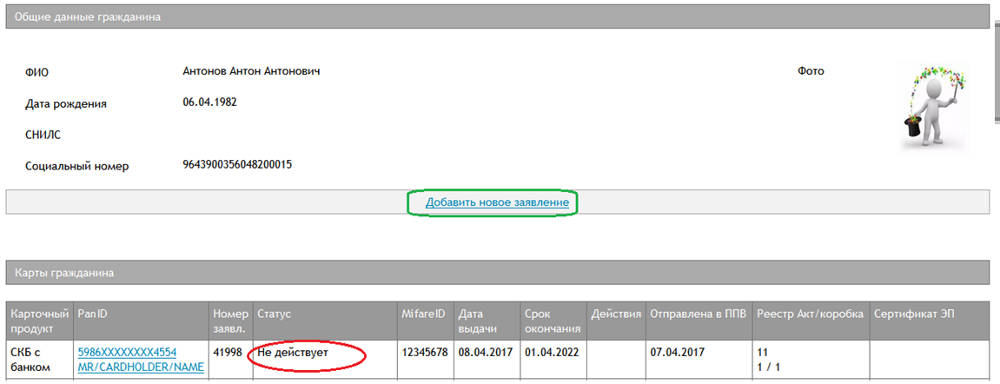 Общие данные гражданина
ФИО Антонов Антон Антонович Фото
Дата рождения 06.04.1982
СНИЛС
Социальный номер 9643900356048200015
Добавить новое заявление
Карты гражданина
Карточный продукт PanID Номер заявл. Статус MifareID Дата выдачи Срок окончания Действия Отправлена в ППВ Реестр Акт/коробка Сертификат ЭП
СКБ с банком 5986XXXXXXXX4554 MR/CARDHOLDER/NAME 41998 Не действует 12345678 08.04.2017 01.04.2022 07.04.2017 11 1 / 1